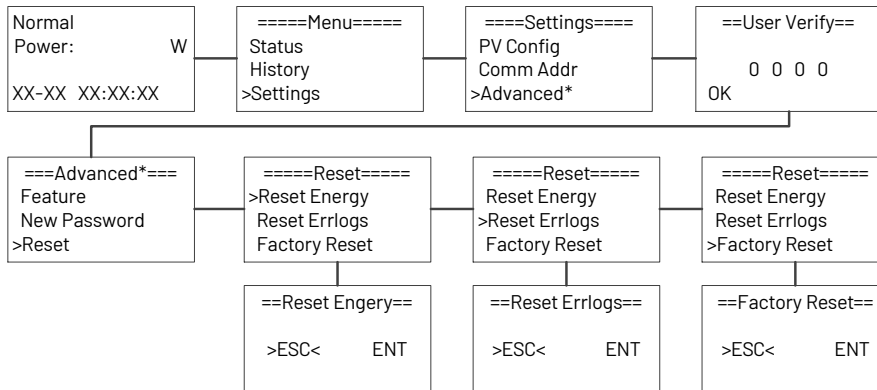 Normal
Power: W
XX-XX XX:XX:XX
=====Menu=====
Status
History
>Settings
====Settings====
PV Config
Comm Addr
>Advanced*
==User Verify==
0 0 0 0
OK
===Advanced*===
Feature
New Password
>Reset
=====Reset=====
>Reset Energy
Reset Errlogs
Factory Reset
=====Reset=====
Reset Energy
>Reset Errlogs
Factory Reset
=====Reset=====
Reset Energy
Reset Errlogs
>Factory Reset
==Reset Engery==
>ESC< ENT
==Reset Errlogs==
>ESC< ENT
==Factory Reset==
>ESC< ENT